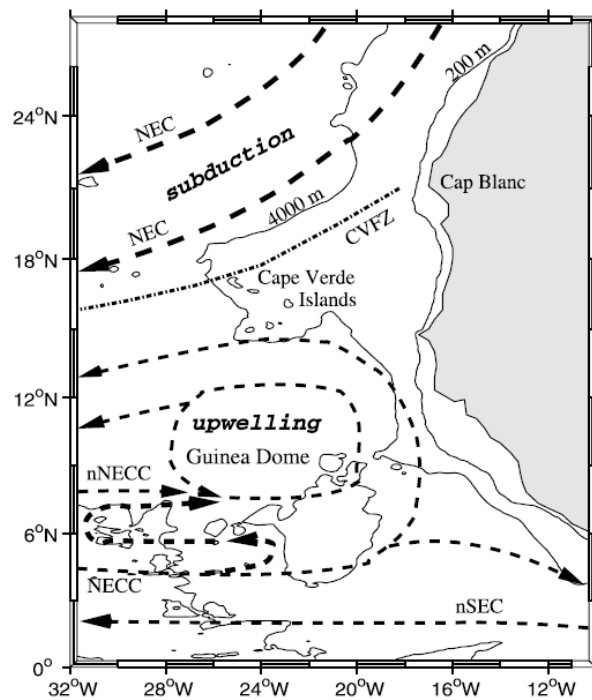 24°N
18°N
12°N
6°N
0°
32°W
28°W
24°W
20°W
16°W
12°W
NEC
200 m
subduction
Cap Blanc
NEC
4000 m
CVFZ
Cape Verde
Islands
upwelling
Guinea Dome
nNECC
NECC
nSEC